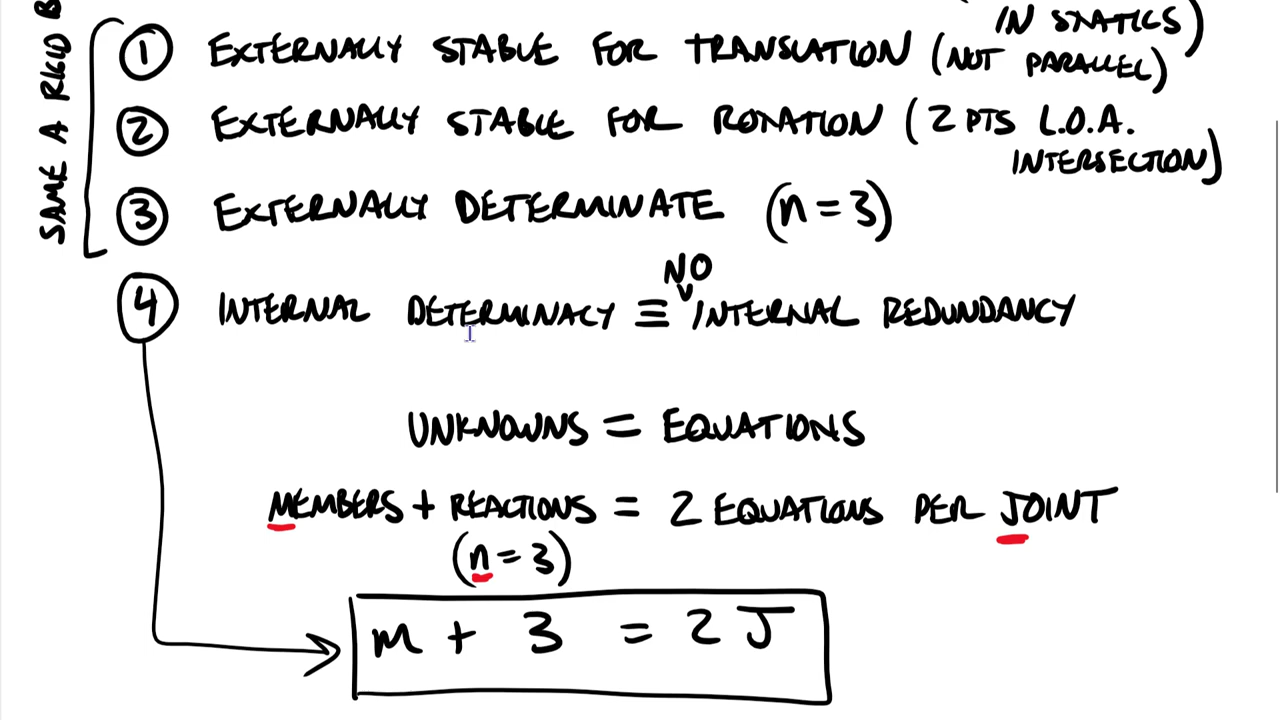 IN STATICS)
SAME A RIGID B
① EXTERNALLY STABLE FOR TRANSLATION (NOT PARALLEL)
② EXTERNALLY STABLE FOR ROTATION (2 PTS L.O.A.
INTERSECTION)
③ EXTERNALLY DETERMINATE (n = 3)
NO
④ INTERNAL DETERMINACY ≡ INTERNAL REDUNDANCY
UNKNOWNS = EQUATIONS
MEMBERS + REACTIONS = 2 EQUATIONS PER JOINT
(n = 3)
m + 3 = 2 J